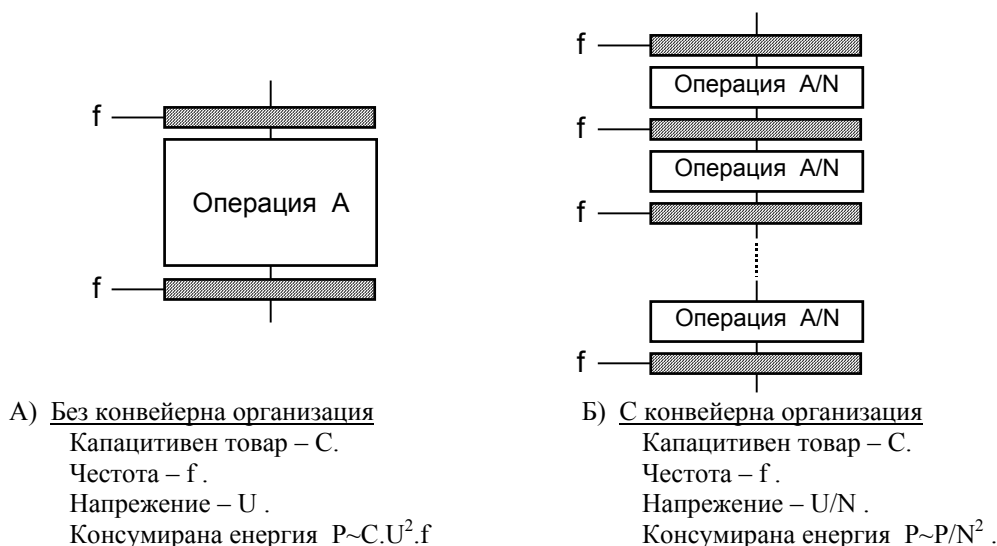 f
Операция А
f
А) Без конвейерна организация
Капацитивен товар – C.
Честота – f .
Напрежение – U .
Консумирана енергия P~C.U².f
f
Операция А/N
f
Операция А/N
f
Операция А/N
f
Б) С конвейерна организация
Капацитивен товар – C.
Честота – f .
Напрежение – U/N .
Консумирана енергия P~P/N² .